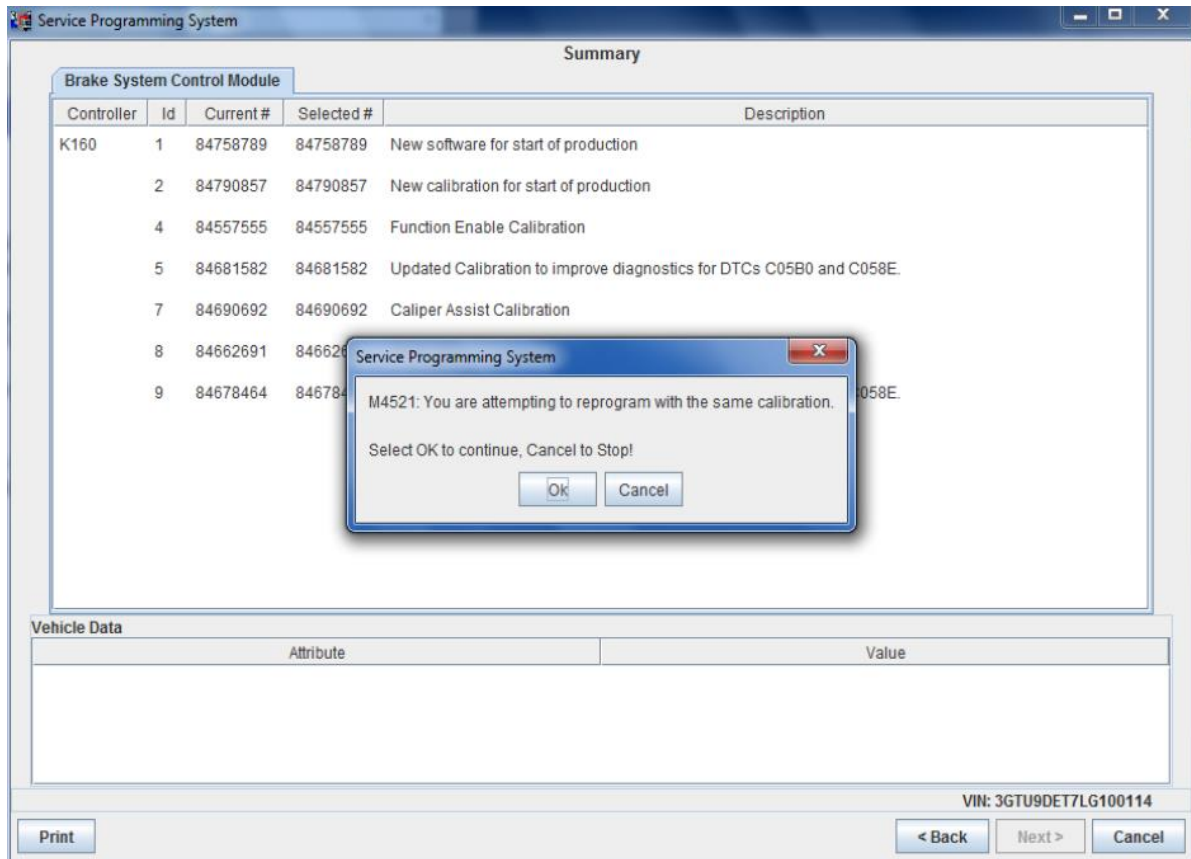 Service Programming System
Summary
Brake System Control Module
Controller Id Current # Selected # Description
K160 1 84758789 84758789 New software for start of production
2 84790857 84790857 New calibration for start of production
4 84557555 84557555 Function Enable Calibration
5 84681582 84681582 Updated Calibration to improve diagnostics for DTCs C05B0 and C058E.
7 84690692 84690692 Caliper Assist Calibration
8 84662691
9 84678464 C058E.
Service Programming System
M4521: You are attempting to reprogram with the same calibration.
Select OK to continue, Cancel to Stop!
Ok Cancel
Vehicle Data
Attribute Value
VIN: 3GTU9DET7LG100114
Print < Back Next > Cancel